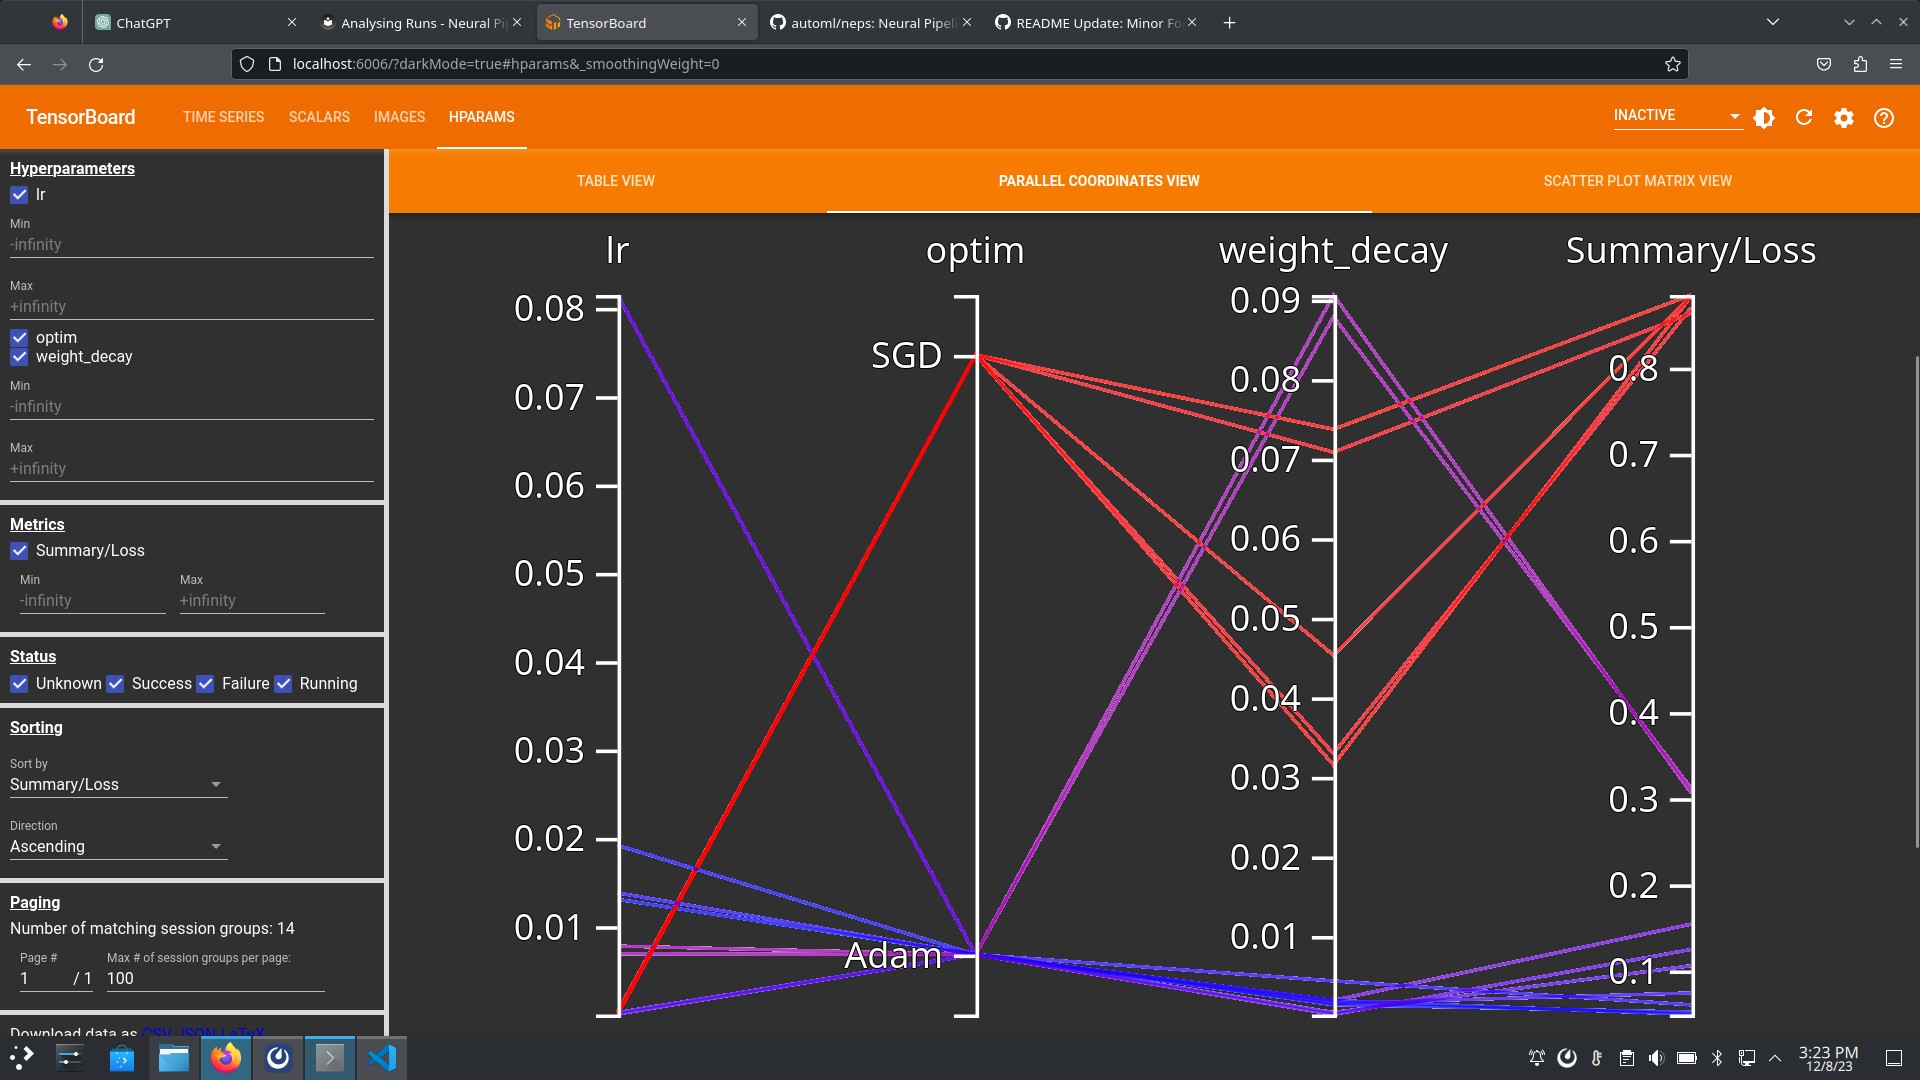 ChatGPT
Analysing Runs - Neural Pi
TensorBoard
automl/neps: Neural Pipeli
README Update: Minor Fo
localhost:6006/?darkMode=true#hparams&_smoothingWeight=0
TensorBoard
TIME SERIES
SCALARS
IMAGES
HPARAMS
INACTIVE
Hyperparameters
lr
Min
-infinity
Max
+infinity
optim
weight_decay
Min
-infinity
Max
+infinity
Metrics
Summary/Loss
Min
Max
-infinity
+infinity
Status
Unknown
Success
Failure
Running
Sorting
Sort by
Summary/Loss
Direction
Ascending
Paging
Number of matching session groups: 14
Page #
Max # of session groups per page:
1
/ 1
100
Download data as CSV JSON LaTeX
TABLE VIEW
PARALLEL COORDINATES VIEW
SCATTER PLOT MATRIX VIEW
lr
0.08
0.07
0.06
0.05
0.04
0.03
0.02
0.01
optim
SGD
Adam
weight_decay
0.09
0.08
0.07
0.06
0.05
0.04
0.03
0.02
0.01
Summary/Loss
0.8
0.7
0.6
0.5
0.4
0.3
0.2
0.1
3:23 PM
12/8/23